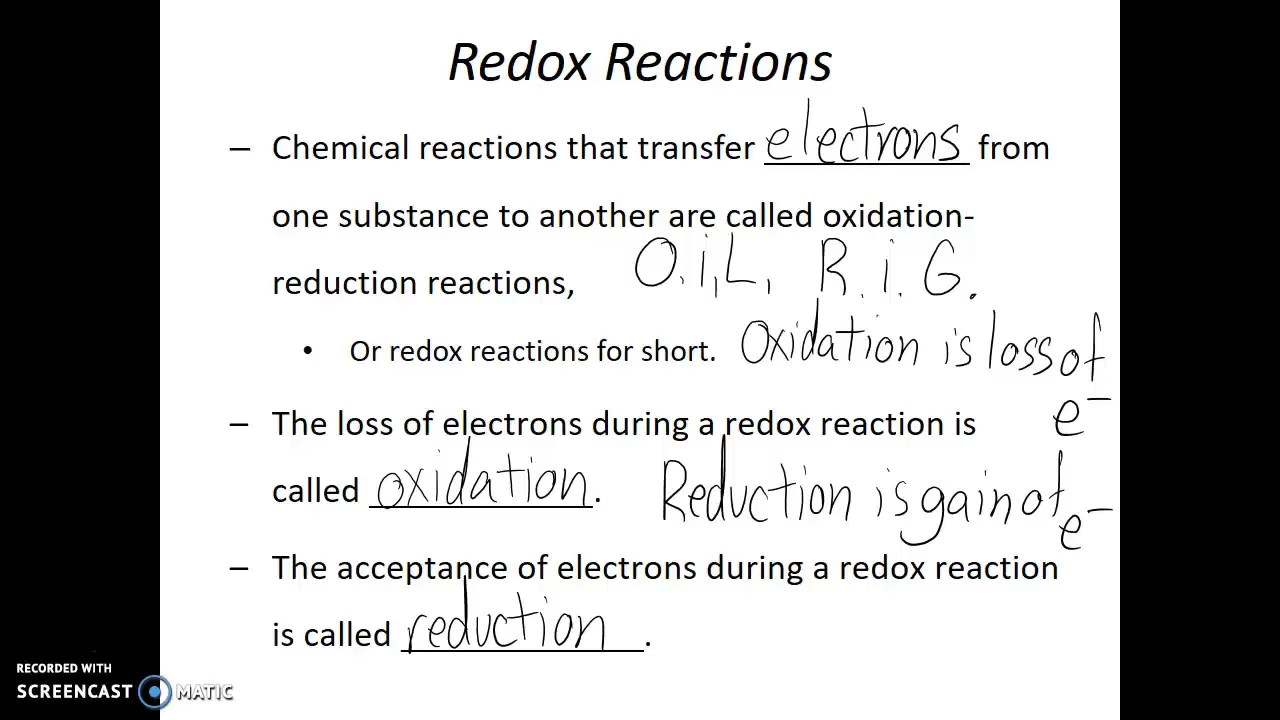 Redox Reactions
– Chemical reactions that transfer electrons from
one substance to another are called oxidation-
reduction reactions, O.i,L, R.i.G.
• Or redox reactions for short. Oxidation is loss of
e⁻
– The loss of electrons during a redox reaction is
called oxidation. Reduction is gain of
e⁻
– The acceptance of electrons during a redox reaction
is called reduction.
RECORDED WITH
SCREENCAST MATIC